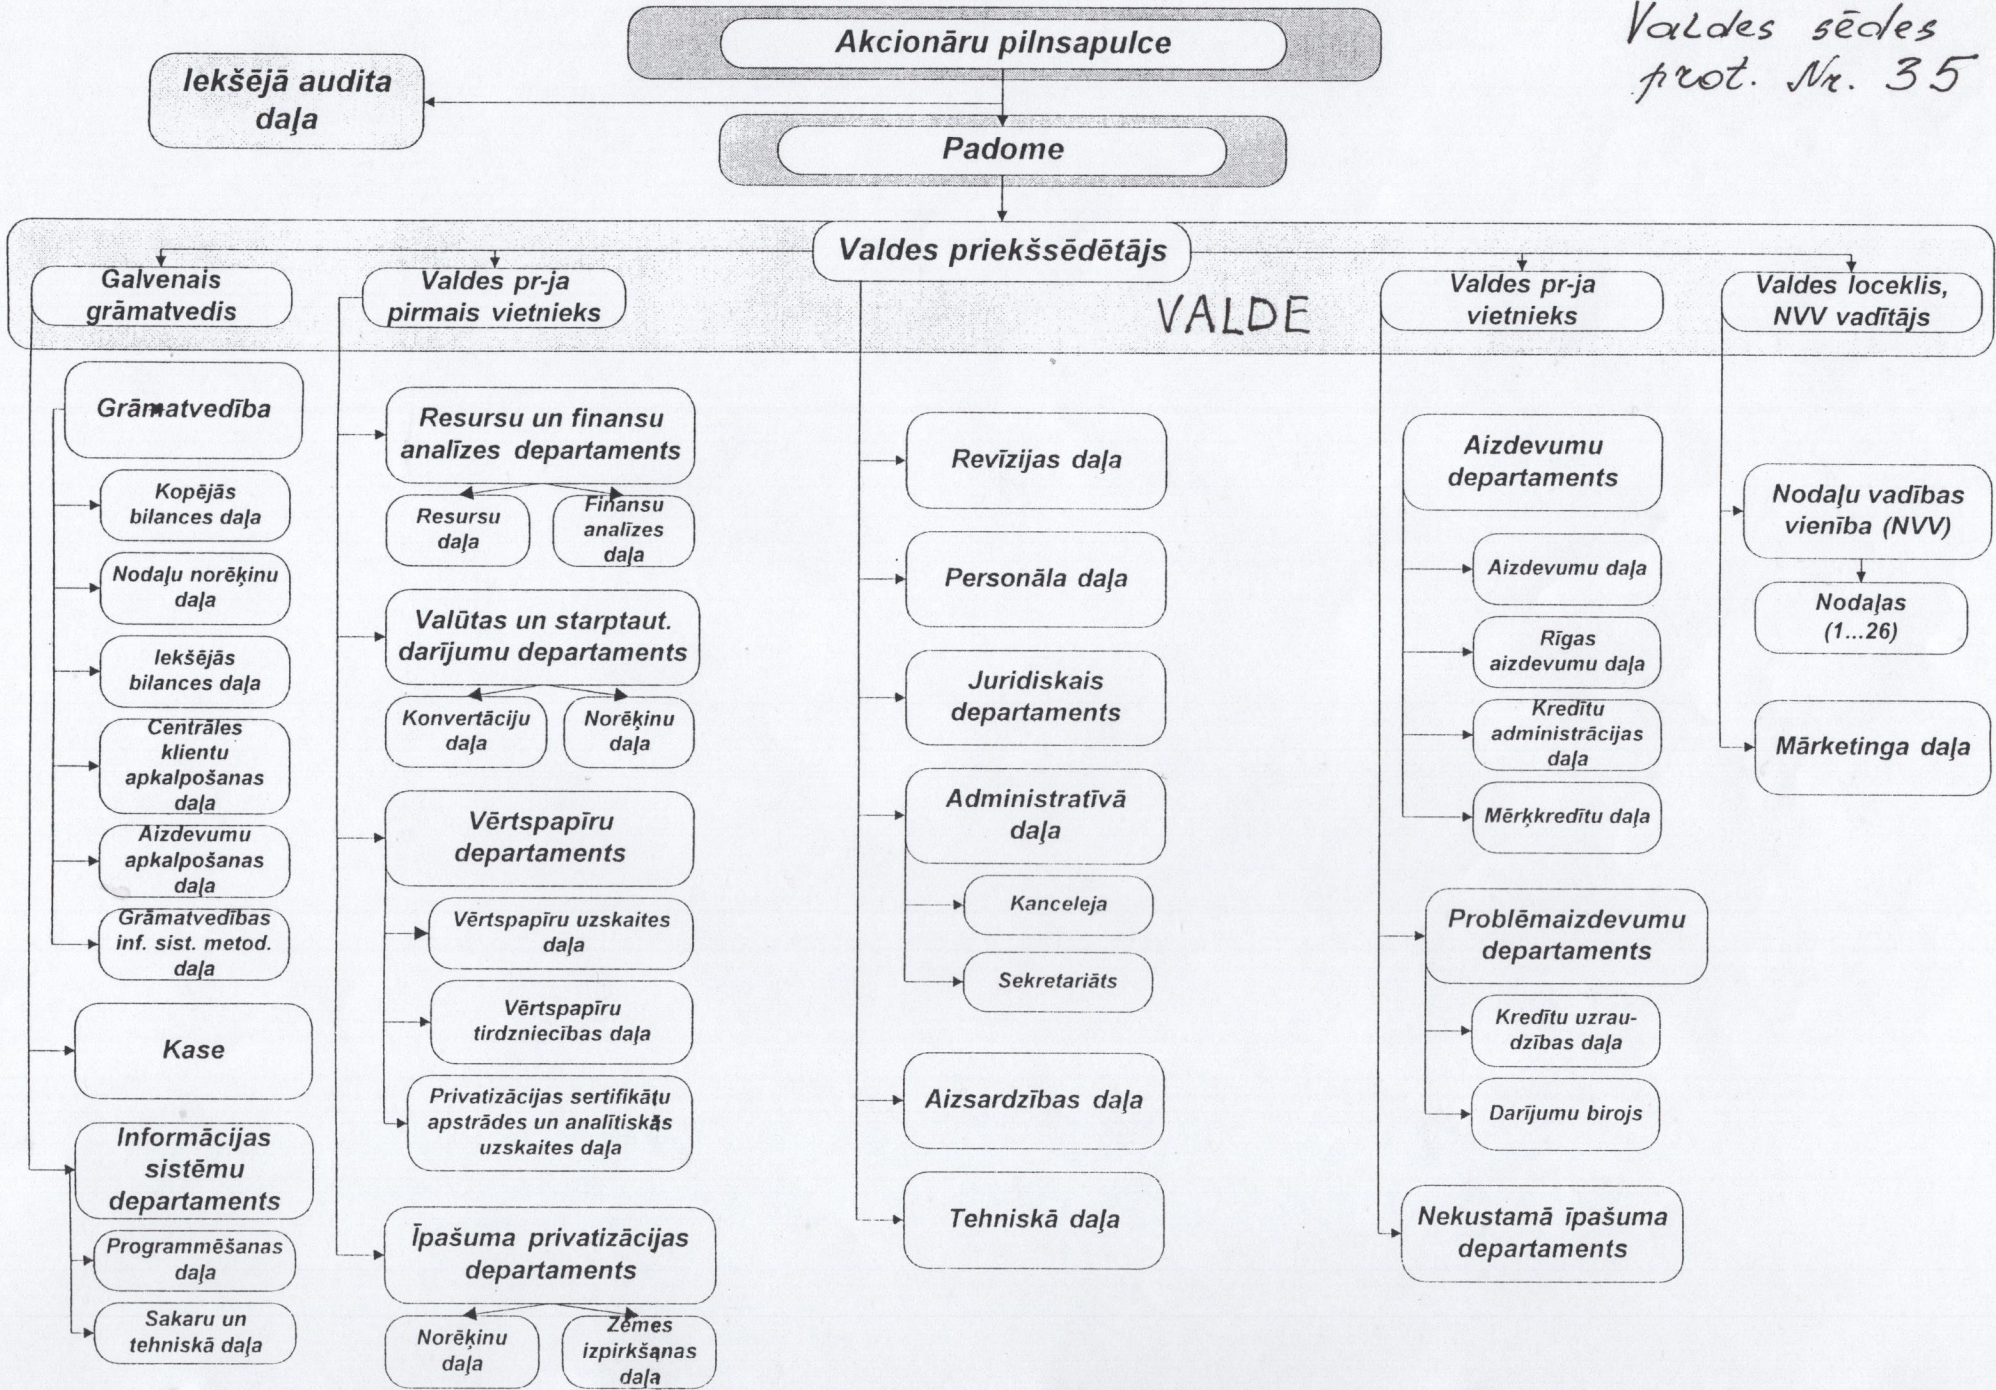 Valdes sēdes
prot. Nr. 35
Akcionāru pilnsapulce
Iekšējā audita
daļa
Padome
Valdes priekšsēdētājs
VALDE
Galvenais
grāmatvedis
Valdes pr-ja
pirmais vietnieks
Valdes pr-ja
vietnieks
Valdes loceklis,
NVV vadītājs
Grāmatvedība
Kopējās
bilances daļa
Nodaļu norēķinu
daļa
Iekšējās
bilances daļa
Centrāles
klientu
apkalpošanas
daļa
Aizdevumu
apkalpošanas
daļa
Grāmatvedības
inf. sist. metod.
daļa
Kase
Informācijas
sistēmu
departaments
Programmēšanas
daļa
Sakaru un
tehniskā daļa
Resursu un finansu
analīzes departaments
Resursu
daļa
Finansu
analīzes
daļa
Valūtas un starptaut.
darījumu departaments
Konvertāciju
daļa
Norēķinu
daļa
Vērtspapīru
departaments
Vērtspapīru uzskaites
daļa
Vērtspapīru
tirdzniecības daļa
Privatizācijas sertifikātu
apstrādes un analītiskās
uzskaites daļa
Īpašuma privatizācijas
departaments
Norēķinu
daļa
Zemes
izpirkšanas
daļa
Revīzijas daļa
Personāla daļa
Juridiskais
departaments
Administratīvā
daļa
Kanceleja
Sekretariāts
Aizsardzības daļa
Tehniskā daļa
Aizdevumu
departaments
Aizdevumu daļa
Rīgas
aizdevumu daļa
Kredītu
administrācijas
daļa
Mērķkredītu daļa
Problēmaizdevumu
departaments
Kredītu uzrau-
dzības daļa
Darījumu birojs
Nekustamā īpašuma
departaments
Nodaļu vadības
vienība (NVV)
Nodaļas
(1...26)
Mārketinga daļa